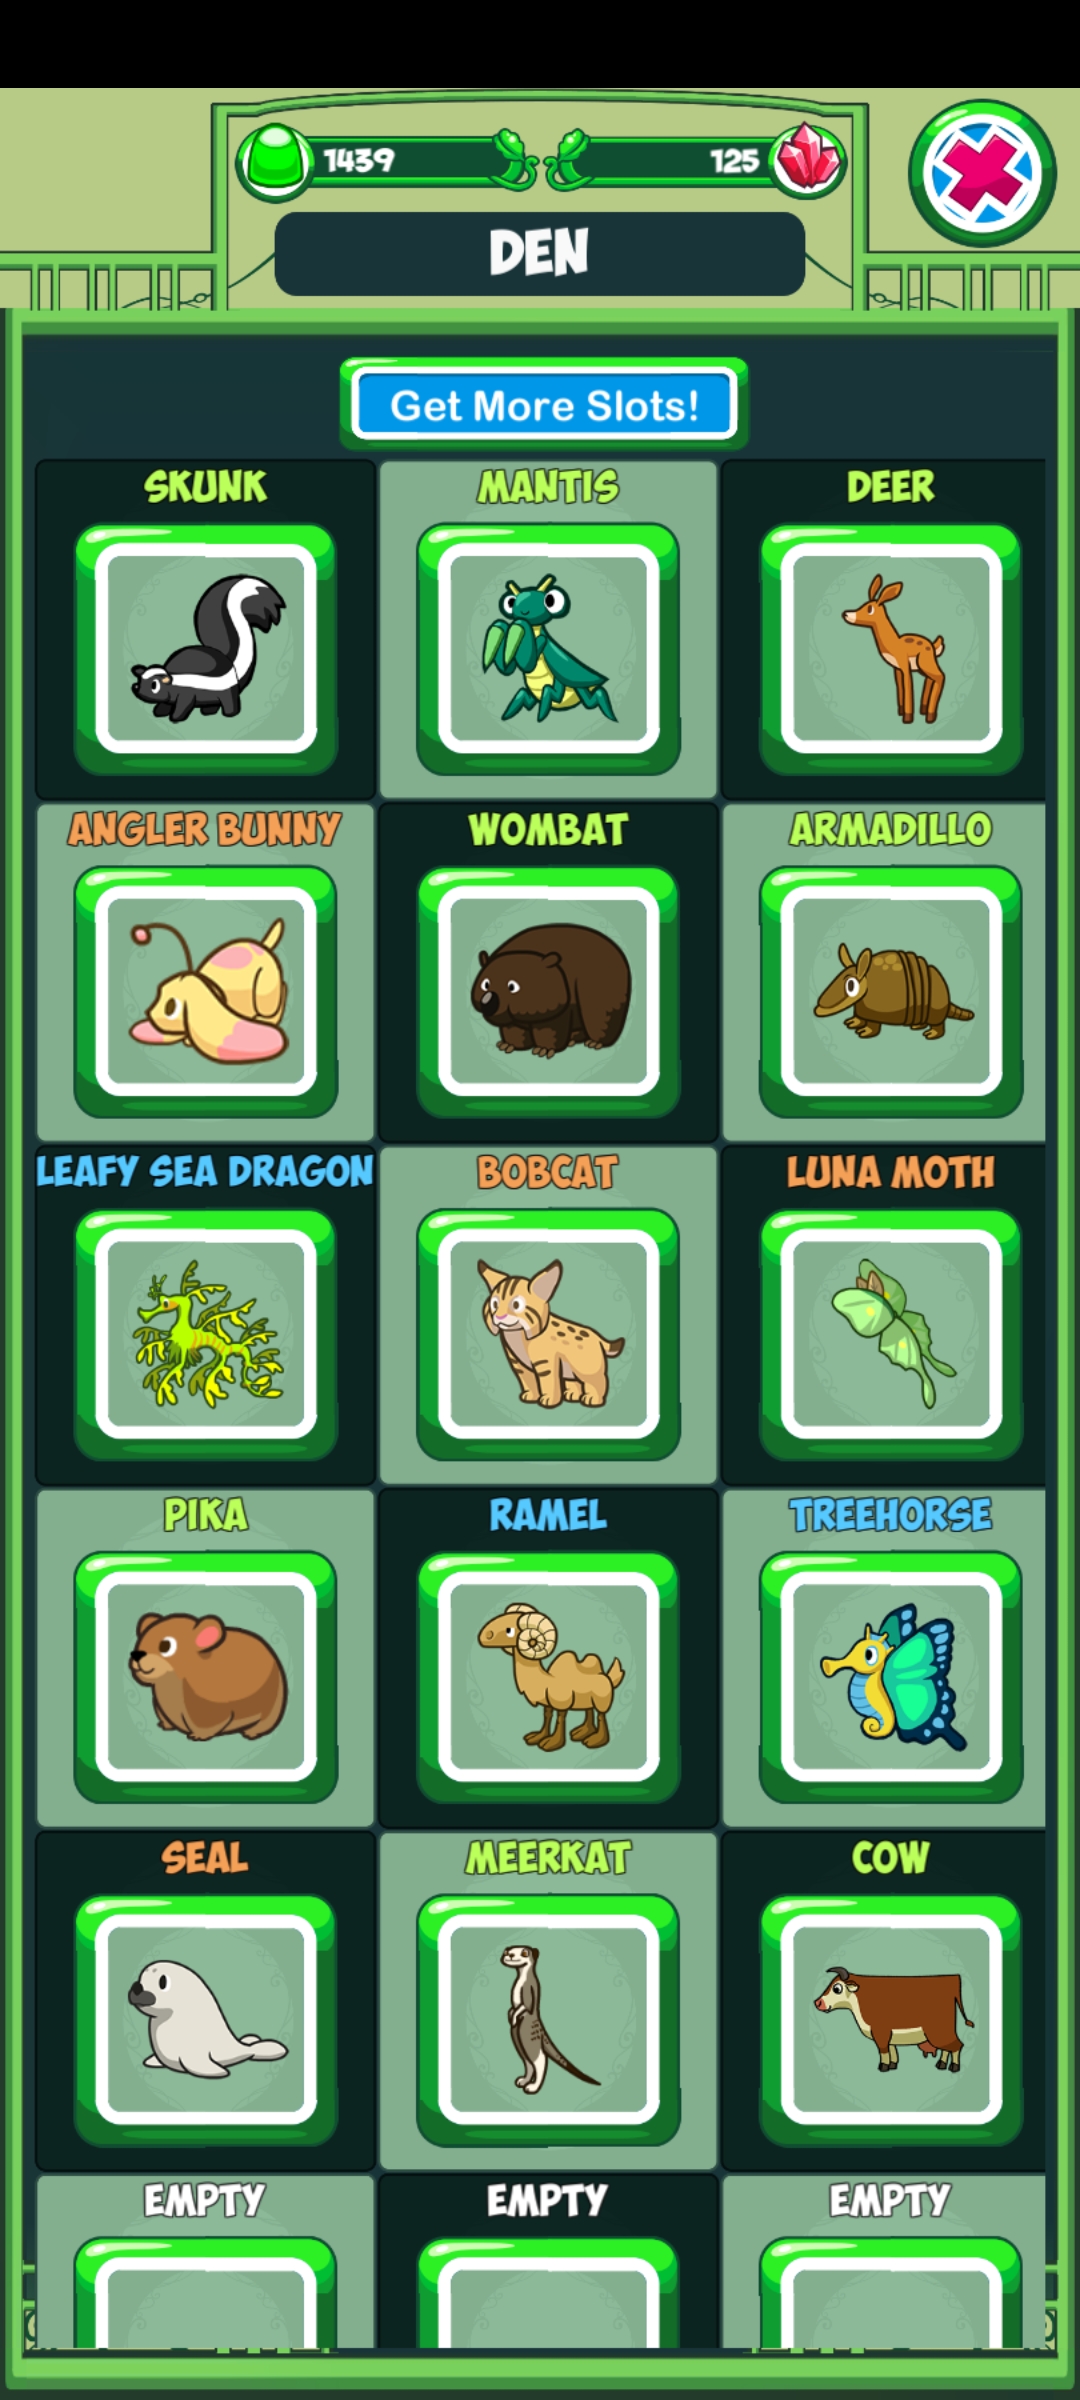 1439
125
DEN
Get More Slots!
SKUNK
MANTIS
DEER
ANGLER BUNNY
WOMBAT
ARMADILLO
LEAFY SEA DRAGON
BOBCAT
LUNA MOTH
PIKA
RAMEL
TREEHORSE
SEAL
MEERKAT
COW
EMPTY
EMPTY
EMPTY